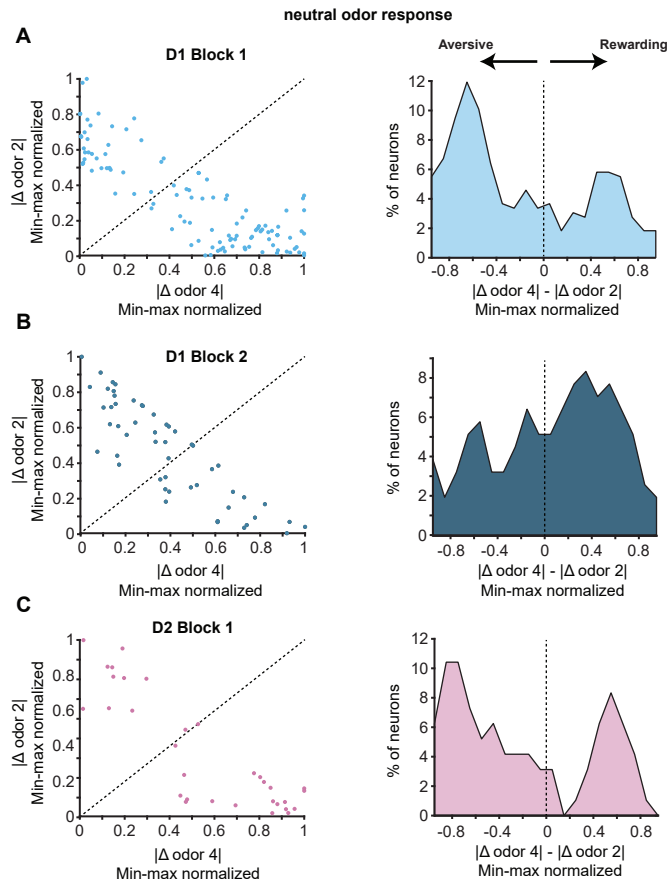 neutral odor response
A
D1 Block 1
Aversive
Rewarding
1
0.8
0.6
0.4
0.2
0
0.2
0.4
0.6
0.8
1
|Δ odor 2|
Min-max normalized
|Δ odor 4|
Min-max normalized
12
10
8
6
4
2
0
-0.8
-0.4
0
0.4
0.8
% of neurons
|Δ odor 4| - |Δ odor 2|
Min-max normalized
B
D1 Block 2
1
0.8
0.6
0.4
0.2
0
0.2
0.4
0.6
0.8
1
|Δ odor 2|
Min-max normalized
|Δ odor 4|
Min-max normalized
8
6
4
2
0
-0.8
-0.4
0
0.4
0.8
% of neurons
|Δ odor 4| - |Δ odor 2|
Min-max normalized
C
D2 Block 1
1
0.8
0.6
0.4
0.2
0
0.2
0.4
0.6
0.8
1
|Δ odor 2|
Min-max normalized
|Δ odor 4|
Min-max normalized
12
10
8
6
4
2
0
-0.8
-0.4
0
0.4
0.8
% of neurons
|Δ odor 4| - |Δ odor 2|
Min-max normalized